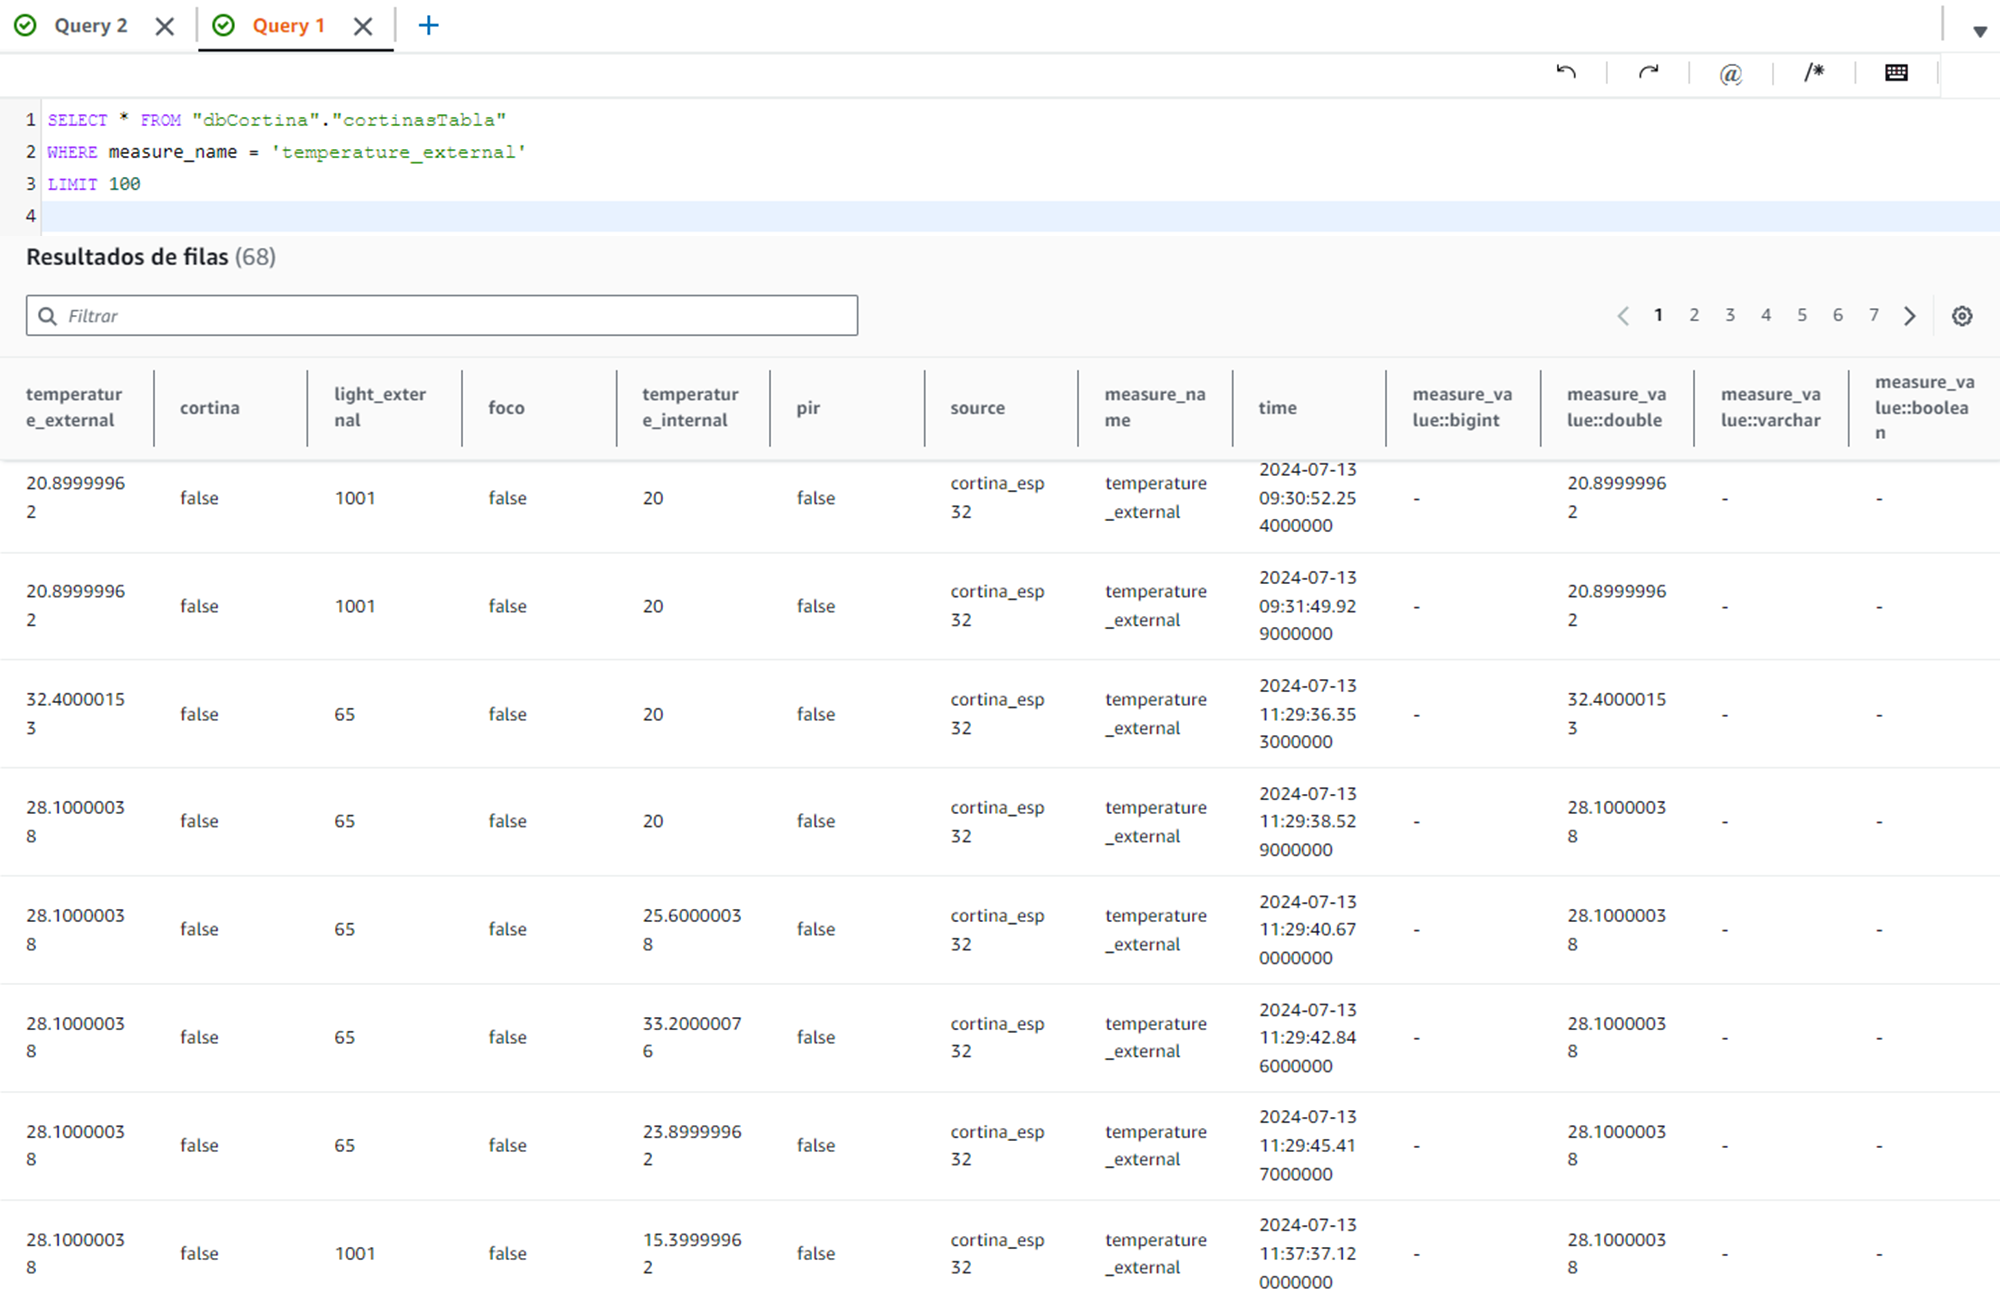 Query 2
Query 1
@
/*
1 SELECT * FROM "dbCortina"."cortinasTabla"
2 WHERE measure_name = 'temperature_external'
3 LIMIT 100
4
Resultados de filas (68)
Filtrar
1 2 3 4 5 6 7
temperatur
e_external
cortina
light_exter
nal
foco
temperatur
e_internal
pir
source
measure_na
me
time
measure_va
lue::bigint
measure_va
lue::double
measure_va
lue::varchar
measure_va
lue::boolea
n
20.8999996
2
false
1001
false
20
false
cortina_esp
32
temperature
_external
2024-07-13
09:30:52.25
4000000
-
20.8999996
2
-
-
20.8999996
2
false
1001
false
20
false
cortina_esp
32
temperature
_external
2024-07-13
09:31:49.92
9000000
-
20.8999996
2
-
-
32.4000015
3
false
65
false
20
false
cortina_esp
32
temperature
_external
2024-07-13
11:29:36.35
3000000
-
32.4000015
3
-
-
28.1000003
8
false
65
false
20
false
cortina_esp
32
temperature
_external
2024-07-13
11:29:38.52
9000000
-
28.1000003
8
-
-
28.1000003
8
false
65
false
25.6000003
8
false
cortina_esp
32
temperature
_external
2024-07-13
11:29:40.67
0000000
-
28.1000003
8
-
-
28.1000003
8
false
65
false
33.2000007
6
false
cortina_esp
32
temperature
_external
2024-07-13
11:29:42.84
6000000
-
28.1000003
8
-
-
28.1000003
8
false
65
false
23.8999996
2
false
cortina_esp
32
temperature
_external
2024-07-13
11:29:45.41
7000000
-
28.1000003
8
-
-
28.1000003
8
false
1001
false
15.3999996
2
false
cortina_esp
32
temperature
_external
2024-07-13
11:37:37.12
0000000
-
28.1000003
8
-
-